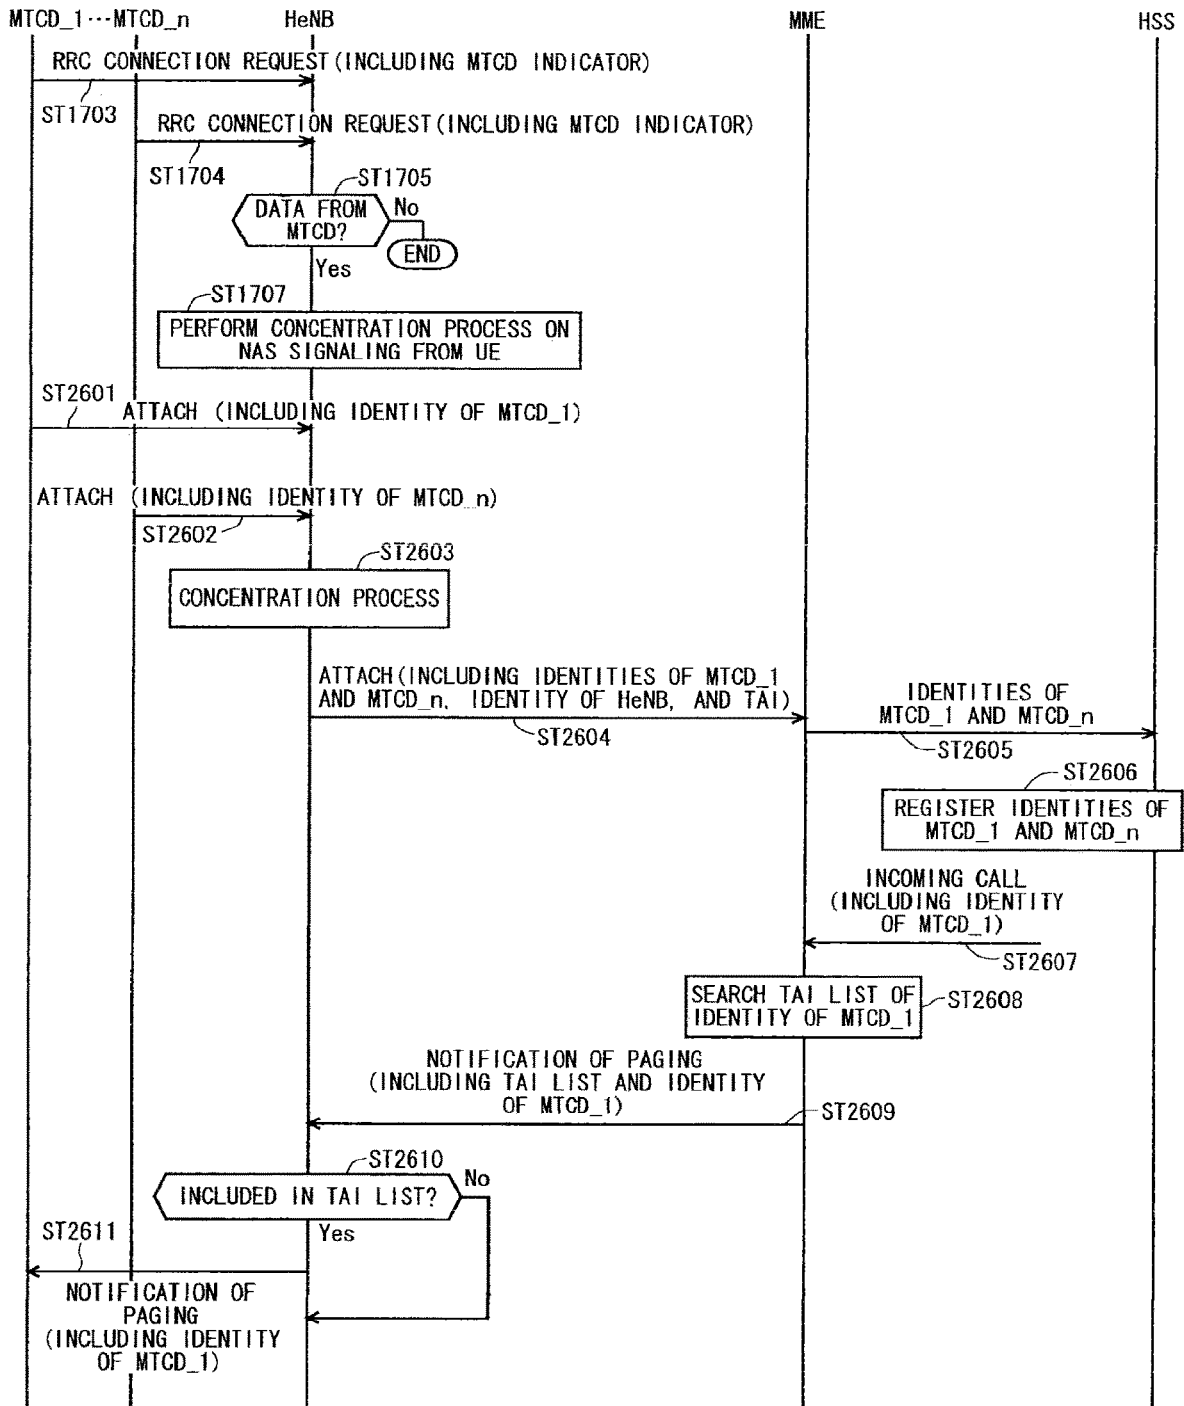 MTCD_1···MTCD_n HeNB MME HSS
RRC CONNECTION REQUEST(INCLUDING MTCD INDICATOR)
ST1703
RRC CONNECTION REQUEST(INCLUDING MTCD INDICATOR)
ST1704
ST1705
DATA FROM
MTCD?
No
END
Yes
ST1707
PERFORM CONCENTRATION PROCESS ON
NAS SIGNALING FROM UE
ST2601
ATTACH (INCLUDING IDENTITY OF MTCD_1)
ATTACH (INCLUDING IDENTITY OF MTCD_n)
ST2602
ST2603
CONCENTRATION PROCESS
ATTACH(INCLUDING IDENTITIES OF MTCD_1
AND MTCD_n, IDENTITY OF HeNB, AND TAI)
ST2604
IDENTITIES OF
MTCD_1 AND MTCD_n
ST2605
ST2606
REGISTER IDENTITIES OF
MTCD_1 AND MTCD_n
INCOMING CALL
(INCLUDING IDENTITY
OF MTCD_1)
ST2607
SEARCH TAI LIST OF
IDENTITY OF MTCD_1
ST2608
NOTIFICATION OF PAGING
(INCLUDING TAI LIST AND IDENTITY
OF MTCD_1)
ST2609
ST2610
INCLUDED IN TAI LIST?
No
Yes
ST2611
NOTIFICATION OF
PAGING
(INCLUDING IDENTITY
OF MTCD_1)